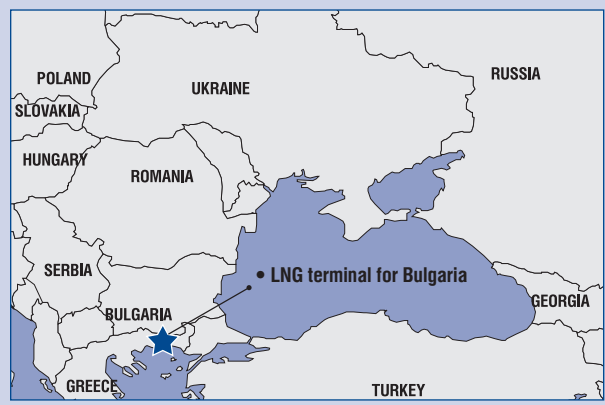 POLAND
UKRAINE
RUSSIA
SLOVAKIA
HUNGARY
ROMANIA
SERBIA
• LNG terminal for Bulgaria
GEORGIA
BULGARIA
GREECE
TURKEY